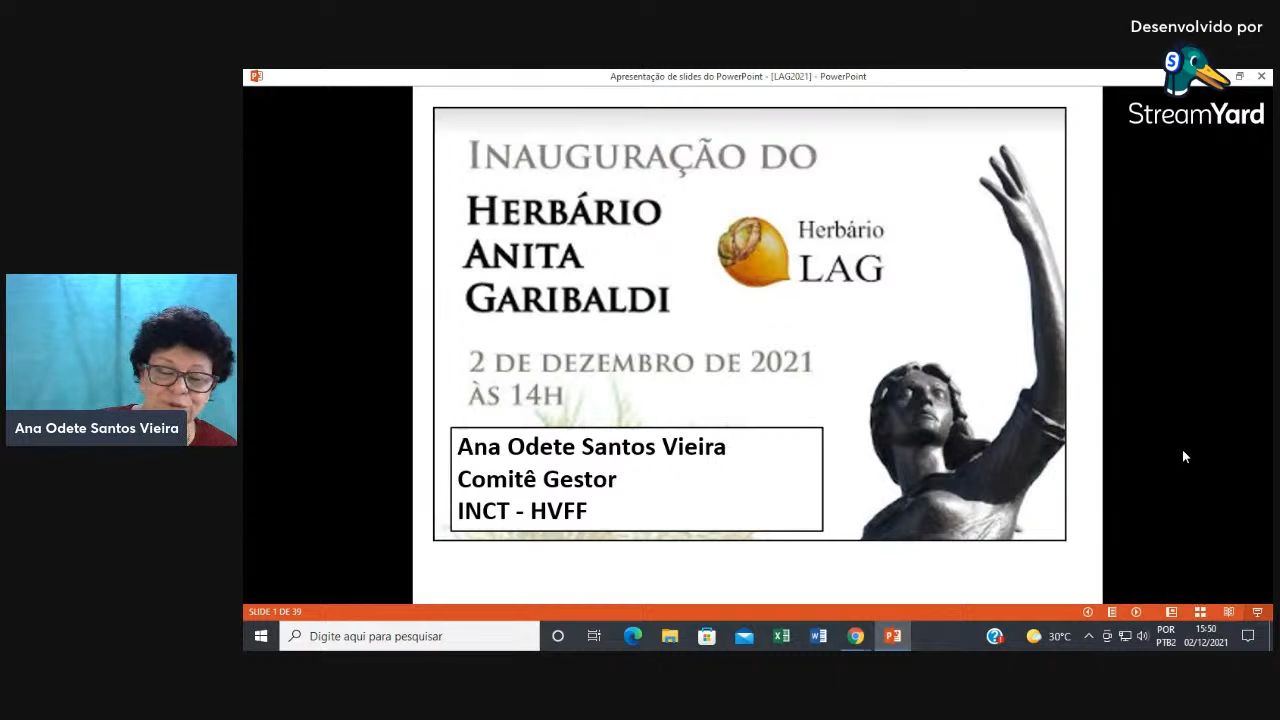 Desenvolvido por
StreamYard
Apresentação de slides do PowerPoint - [LAG2021] - PowerPoint
INAUGURAÇÃO DO
HERBÁRIO
ANITA
GARIBALDI
Herbário
LAG
2 DE DEZEMBRO DE 2021
ÀS 14H
Ana Odete Santos Vieira
Comitê Gestor
INCT - HVFF
Ana Odete Santos Vieira
SLIDE 1 DE 39
Digite aqui para pesquisar
30°C
POR
PTB2
15:50
02/12/2021